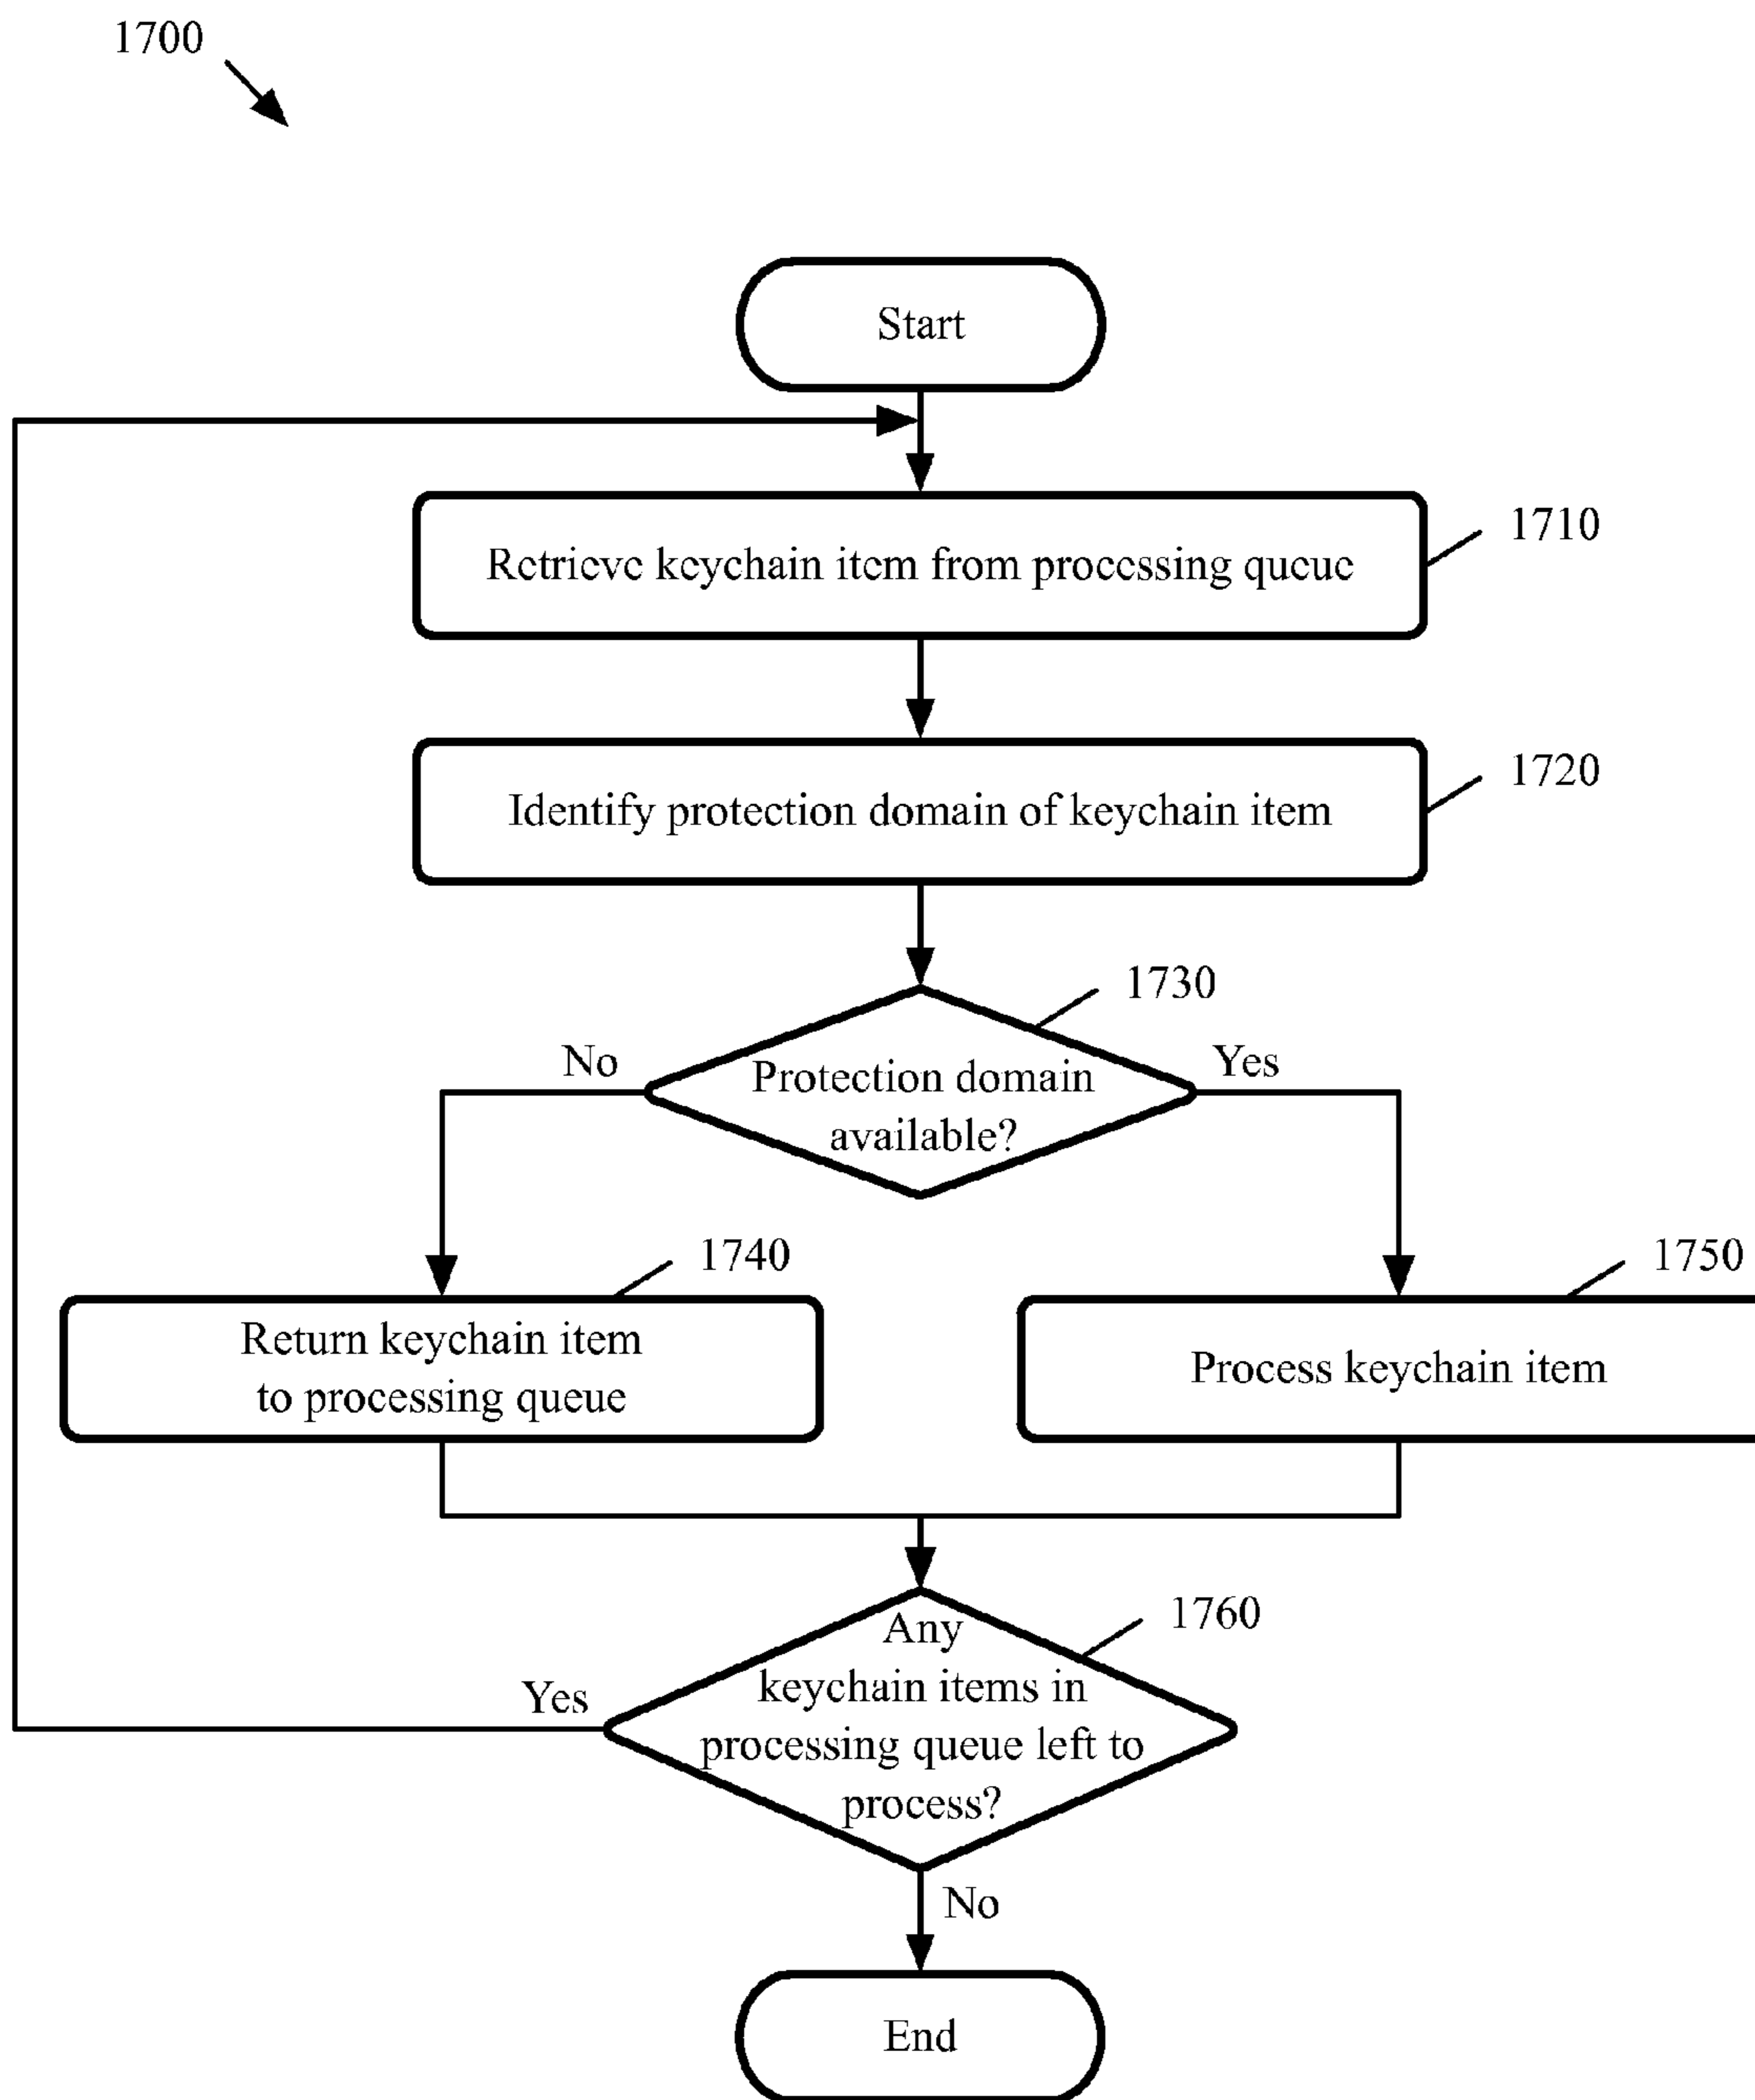 1700
Start
Retrieve keychain item from processing queue
1710
Identify protection domain of keychain item
1720
1730
No
Yes
Protection domain
available?
1740
1750
Return keychain item
to processing queue
Process keychain item
1760
Any
keychain items in
processing queue left to
process?
Yes
No
End